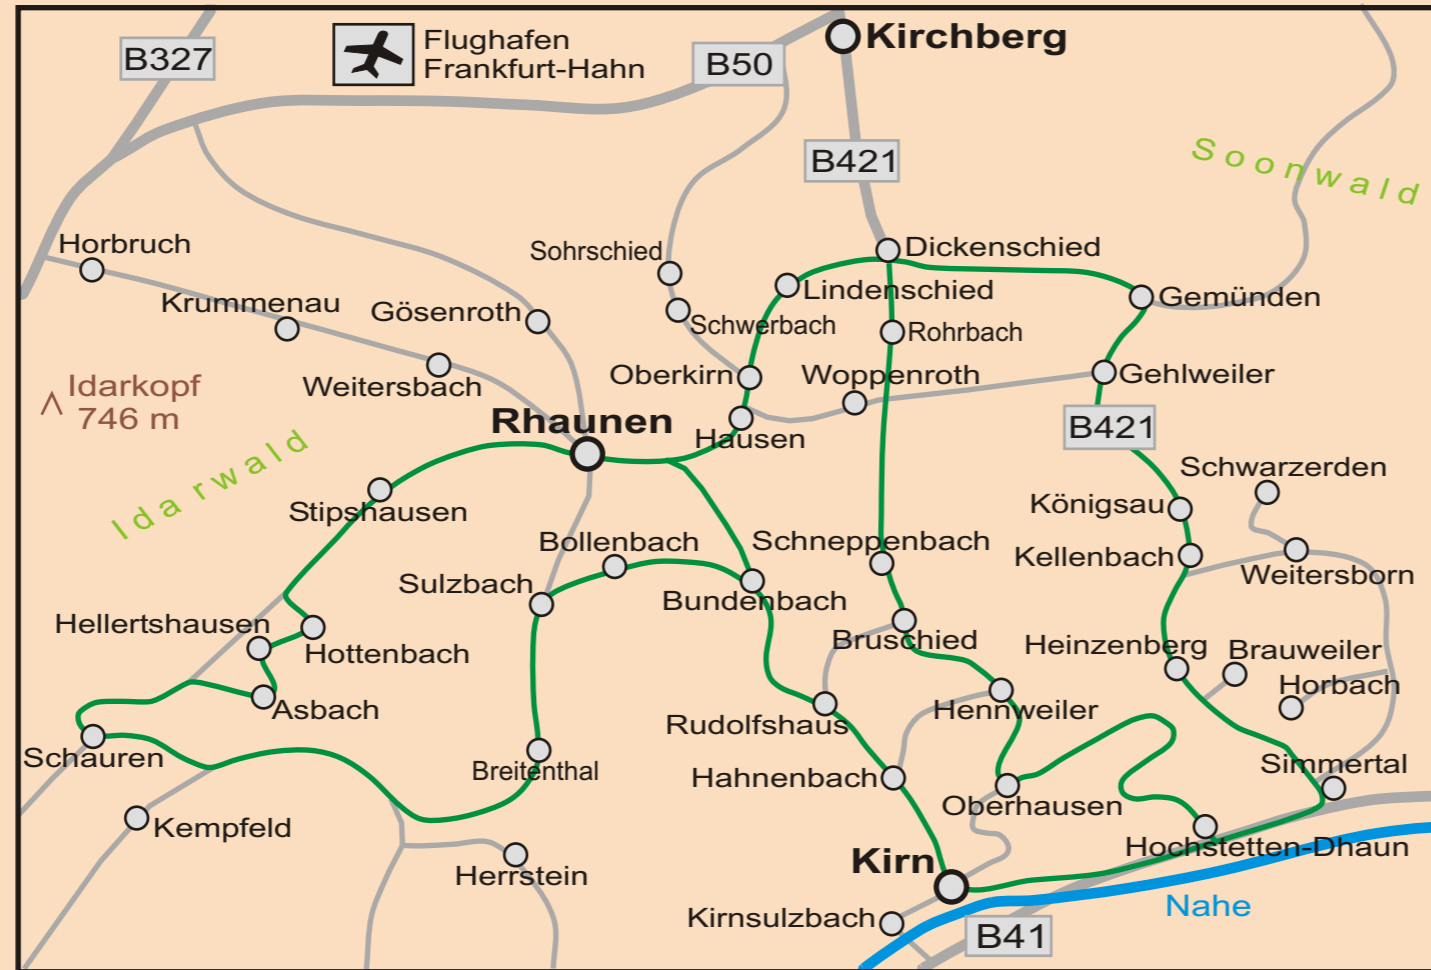 Kirchberg
Flughafen
Frankfurt-Hahn
B327
B50
B421
Soonwald
Horbruch
Sohrschied
Dickenschied
Lindenschied
Gemünden
Krummenau
Gösenroth
Schwerbach
Rohrbach
Idarkopf
746 m
Weitersbach
Oberkirn
Woppenroth
Gehlweiler
Rhaunen
Hausen
B421
Idarwald
Schwarzerden
Stipshausen
Königsau
Bollenbach
Schneppenbach
Kellenbach
Weitersborn
Sulzbach
Bundenbach
Hellertshausen
Hottenbach
Bruschied
Heinzenberg
Brauweiler
Horbach
Asbach
Rudolfshaus
Hennweiler
Schauren
Breitenthal
Hahnenbach
Simmertal
Oberhausen
Kempfeld
Hochstetten-Dhaun
Herrstein
Kirn
Nahe
Kirnsulzbach
B41